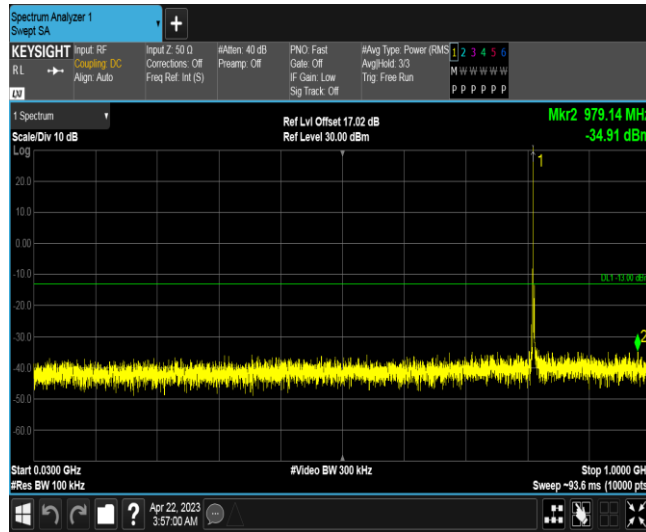 Spectrum Analyzer 1
Swept SA
+
KEYSIGHT
RL
LXI
Input: RF
Coupling: DC
Align: Auto
Input Z: 50 Ω
Corrections: Off
Freq Ref: Int (S)
#Atten: 40 dB
Preamp: Off
PNO: Fast
Gate: Off
IF Gain: Low
Sig Track: Off
#Avg Type: Power (RMS
Avg|Hold: 3/3
Trig: Free Run
1 2 3 4 5 6
M W W W W W
P P P P P P
1 Spectrum
Scale/Div 10 dB
Log
Ref Lvl Offset 17.02 dB
Ref Level 30.00 dBm
Mkr2 979.14 MHz
-34.91 dBm
1
20.0
10.0
0.00
-10.0
DL1 -13.00 dBm
-20.0
-30.0
2
-40.0
-50.0
-60.0
Start 0.0300 GHz
#Res BW 100 kHz
#Video BW 300 kHz
Stop 1.0000 GHz
Sweep ~93.6 ms (10000 pts
?
Apr 22, 2023
3:57:00 AM